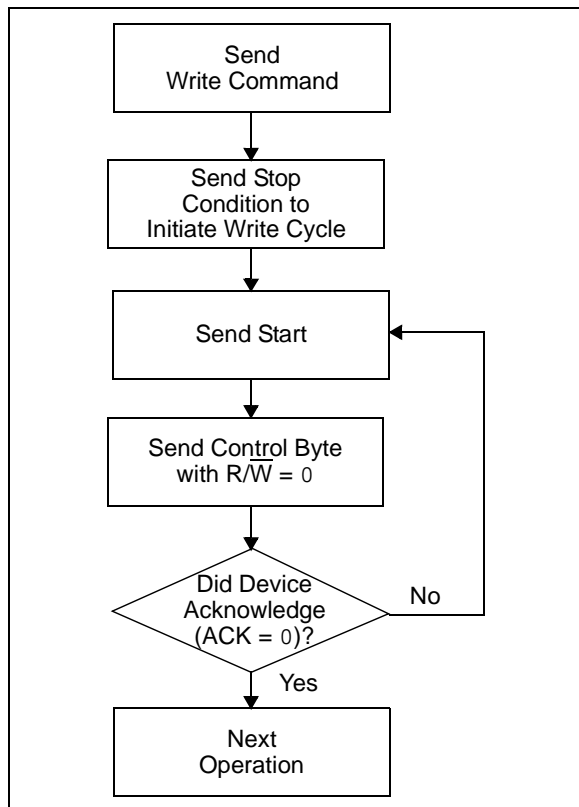 Send
Write Command
Send Stop
Condition to
Initiate Write Cycle
Send Start
Send Control Byte
with R/W̅ = 0
Did Device
Acknowledge
(ACK = 0)?
No
Yes
Next
Operation